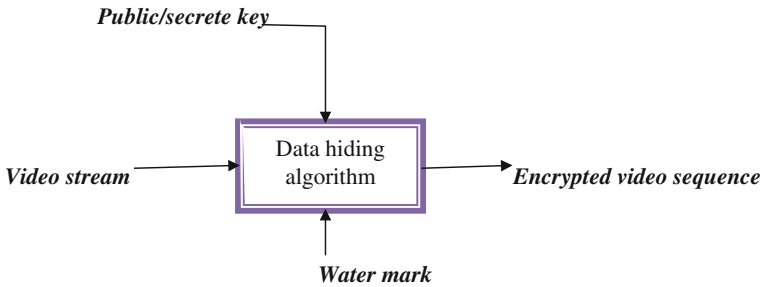 Public/secrete key
Data hiding
algorithm
Video stream
Encrypted video sequence
Water mark